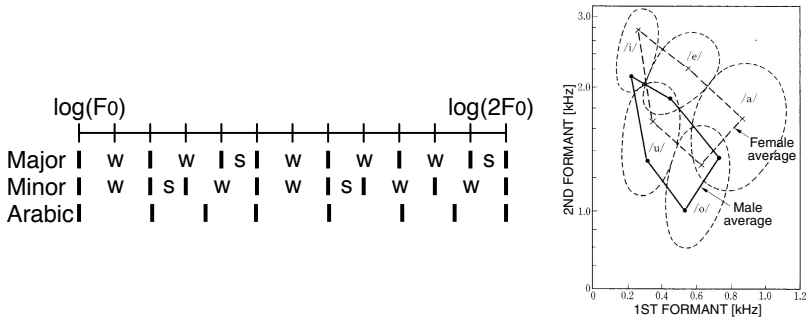 log(F0) log(2F0)
Major w w s w w w s
Minor w s w w s w w
Arabic
3.0
2.0
1.0
0
2ND FORMANT [kHz]
/i/
/e/
/a/
/u/
/o/
Female
average
Male
average
0 0.2 0.4 0.6 0.8 1.0 1.2
1ST FORMANT [kHz]